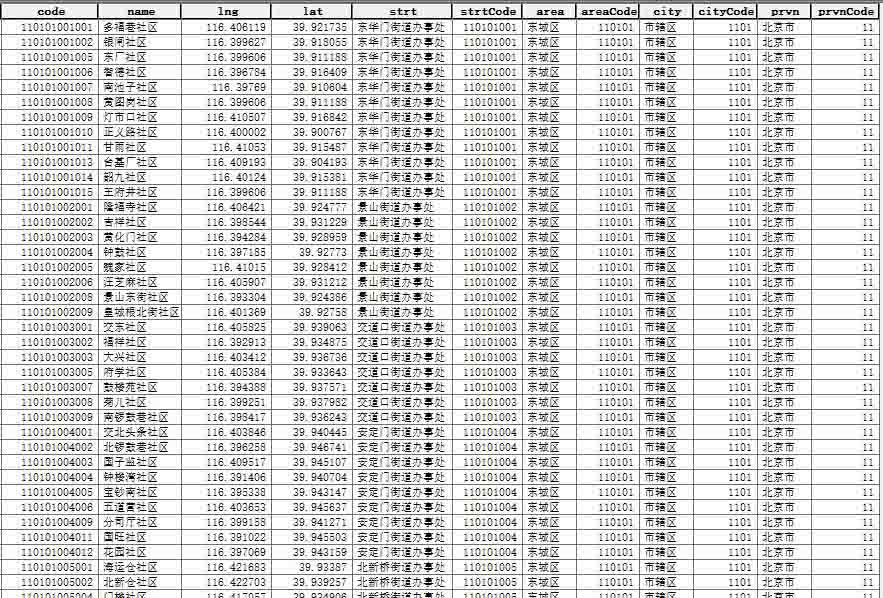 code name lng lat strt strtCode area areaCode city cityCode prvn prvnCode
110101001001 多福巷社区 116.406119 39.921735 东华门街道办事处 110101001 东城区 110101 市辖区 1101 北京市 11
110101001002 银闸社区 116.399627 39.918055 东华门街道办事处 110101001 东城区 110101 市辖区 1101 北京市 11
110101001005 东厂社区 116.399606 39.911188 东华门街道办事处 110101001 东城区 110101 市辖区 1101 北京市 11
110101001006 智德社区 116.396784 39.916409 东华门街道办事处 110101001 东城区 110101 市辖区 1101 北京市 11
110101001007 南池子社区 116.39769 39.910604 东华门街道办事处 110101001 东城区 110101 市辖区 1101 北京市 11
110101001008 黄图岗社区 116.399606 39.911188 东华门街道办事处 110101001 东城区 110101 市辖区 1101 北京市 11
110101001009 灯市口社区 116.410507 39.916842 东华门街道办事处 110101001 东城区 110101 市辖区 1101 北京市 11
110101001010 正义路社区 116.400002 39.900767 东华门街道办事处 110101001 东城区 110101 市辖区 1101 北京市 11
110101001011 甘雨社区 116.41053 39.915487 东华门街道办事处 110101001 东城区 110101 市辖区 1101 北京市 11
110101001013 台基厂社区 116.409193 39.904193 东华门街道办事处 110101001 东城区 110101 市辖区 1101 北京市 11
110101001014 韶九社区 116.40124 39.915381 东华门街道办事处 110101001 东城区 110101 市辖区 1101 北京市 11
110101001015 王府井社区 116.399606 39.911188 东华门街道办事处 110101001 东城区 110101 市辖区 1101 北京市 11
110101002001 隆福寺社区 116.406421 39.924777 景山街道办事处 110101002 东城区 110101 市辖区 1101 北京市 11
110101002002 吉祥社区 116.398544 39.931229 景山街道办事处 110101002 东城区 110101 市辖区 1101 北京市 11
110101002003 黄化门社区 116.394284 39.928959 景山街道办事处 110101002 东城区 110101 市辖区 1101 北京市 11
110101002004 钟鼓社区 116.397185 39.92773 景山街道办事处 110101002 东城区 110101 市辖区 1101 北京市 11
110101002005 魏家社区 116.41015 39.928412 景山街道办事处 110101002 东城区 110101 市辖区 1101 北京市 11
110101002006 汪芝麻社区 116.405907 39.931212 景山街道办事处 110101002 东城区 110101 市辖区 1101 北京市 11
110101002008 景山东街社区 116.393304 39.924386 景山街道办事处 110101002 东城区 110101 市辖区 1101 北京市 11
110101002009 皇城根北街社区 116.401369 39.92758 景山街道办事处 110101002 东城区 110101 市辖区 1101 北京市 11
110101003001 交东社区 116.405825 39.939063 交道口街道办事处 110101003 东城区 110101 市辖区 1101 北京市 11
110101003002 福祥社区 116.392913 39.934875 交道口街道办事处 110101003 东城区 110101 市辖区 1101 北京市 11
110101003003 大兴社区 116.403412 39.936736 交道口街道办事处 110101003 东城区 110101 市辖区 1101 北京市 11
110101003005 府学社区 116.405384 39.933643 交道口街道办事处 110101003 东城区 110101 市辖区 1101 北京市 11
110101003007 鼓楼苑社区 116.394388 39.937571 交道口街道办事处 110101003 东城区 110101 市辖区 1101 北京市 11
110101003008 菊儿社区 116.399251 39.937982 交道口街道办事处 110101003 东城区 110101 市辖区 1101 北京市 11
110101003009 南锣鼓巷社区 116.398417 39.936243 交道口街道办事处 110101003 东城区 110101 市辖区 1101 北京市 11
110101004001 交北头条社区 116.403846 39.940445 安定门街道办事处 110101004 东城区 110101 市辖区 1101 北京市 11
110101004002 北锣鼓巷社区 116.396258 39.946741 安定门街道办事处 110101004 东城区 110101 市辖区 1101 北京市 11
110101004003 国子监社区 116.409517 39.945107 安定门街道办事处 110101004 东城区 110101 市辖区 1101 北京市 11
110101004004 钟楼湾社区 116.391406 39.940704 安定门街道办事处 110101004 东城区 110101 市辖区 1101 北京市 11
110101004005 宝钞南社区 116.395338 39.943147 安定门街道办事处 110101004 东城区 110101 市辖区 1101 北京市 11
110101004006 五道营社区 116.403653 39.945637 安定门街道办事处 110101004 东城区 110101 市辖区 1101 北京市 11
110101004009 分司厅社区 116.399158 39.941271 安定门街道办事处 110101004 东城区 110101 市辖区 1101 北京市 11
110101004011 国旺社区 116.391022 39.945503 安定门街道办事处 110101004 东城区 110101 市辖区 1101 北京市 11
110101004012 花园社区 116.397069 39.943159 安定门街道办事处 110101004 东城区 110101 市辖区 1101 北京市 11
110101005001 海运仓社区 116.421683 39.93387 北新桥街道办事处 110101005 东城区 110101 市辖区 1101 北京市 11
110101005002 北新仓社区 116.422703 39.939257 北新桥街道办事处 110101005 东城区 110101 市辖区 1101 北京市 11